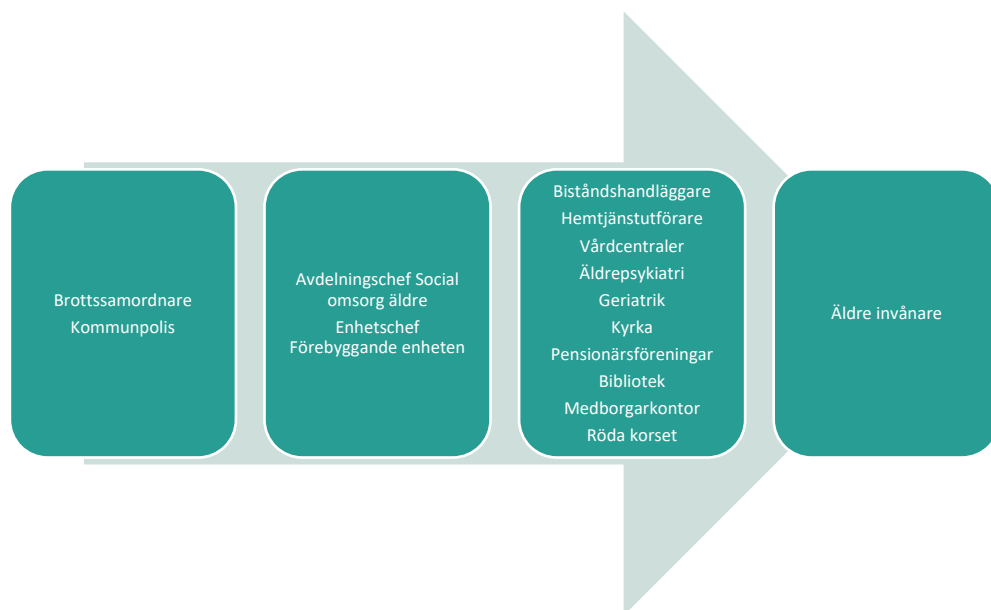 Brottssamordnare
Kommunpolis
Avdelningschef Social
omsorg äldre
Enhetschef
Förebyggande enheten
Biståndshandläggare
Hemtjänstutförare
Vårdcentraler
Äldrepsykiatri
Geriatrik
Kyrka
Pensionärsföreningar
Bibliotek
Medborgarkontor
Röda korset
Äldre invånare